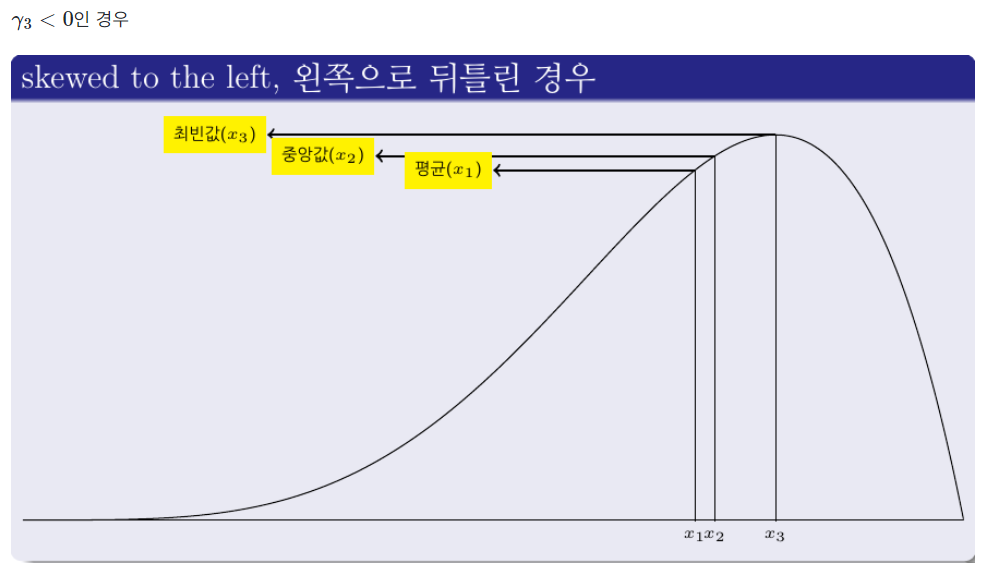 γ₃ < 0인 경우
skewed to the left, 왼쪽으로 뒤틀린 경우
최빈값(x₃)
중앙값(x₂)
평균(x₁)
x₁x₂ x₃